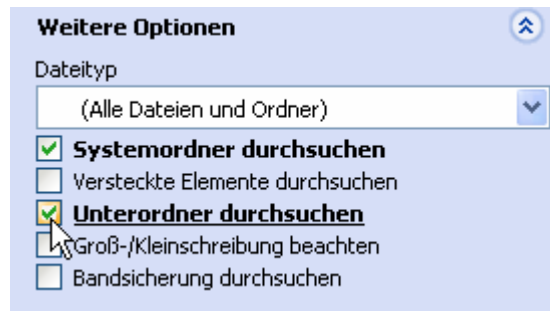 Weitere Optionen
Dateityp
(Alle Dateien und Ordner)
Systemordner durchsuchen
Versteckte Elemente durchsuchen
Unterordner durchsuchen
Groß-/Kleinschreibung beachten
Bandsicherung durchsuchen